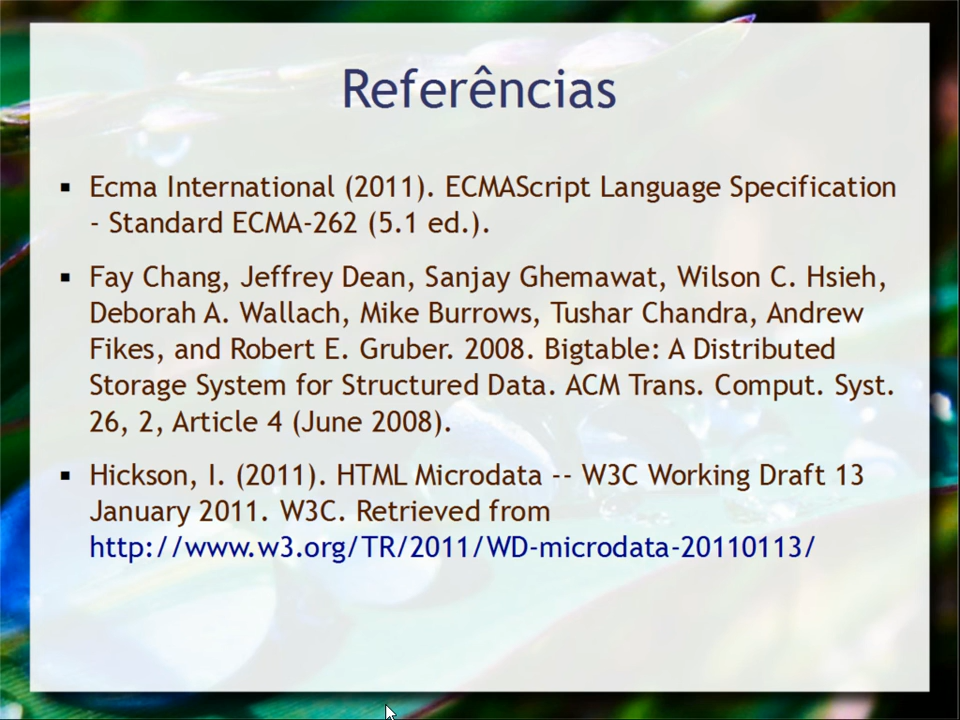 Referências
Ecma International (2011). ECMAScript Language Specification
- Standard ECMA-262 (5.1 ed.).
Fay Chang, Jeffrey Dean, Sanjay Ghemawat, Wilson C. Hsieh,
Deborah A. Wallach, Mike Burrows, Tushar Chandra, Andrew
Fikes, and Robert E. Gruber. 2008. Bigtable: A Distributed
Storage System for Structured Data. ACM Trans. Comput. Syst.
26, 2, Article 4 (June 2008).
Hickson, I. (2011). HTML Microdata -- W3C Working Draft 13
January 2011. W3C. Retrieved from
http://www.w3.org/TR/2011/WD-microdata-20110113/